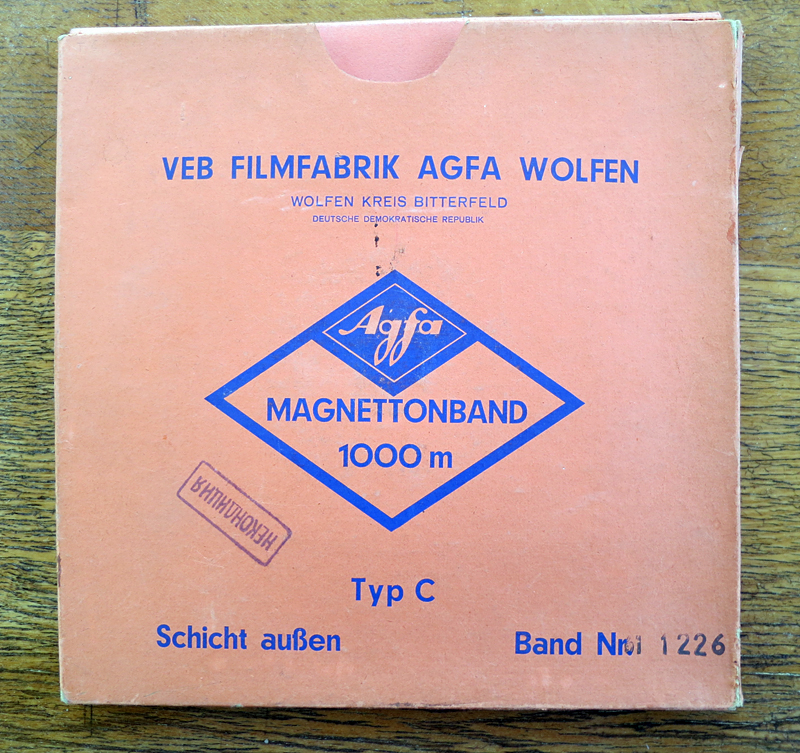 VEB FILMFABRIK AGFA WOLFEN
WOLFEN KREIS BITTERFELD
DEUTSCHE DEMOKRATISCHE REPUBLIK
Agfa
MAGNETTONBAND
1000 m
НЕКОНДИЦИЯ
Typ C
Schicht außen
Band Nr. 1226